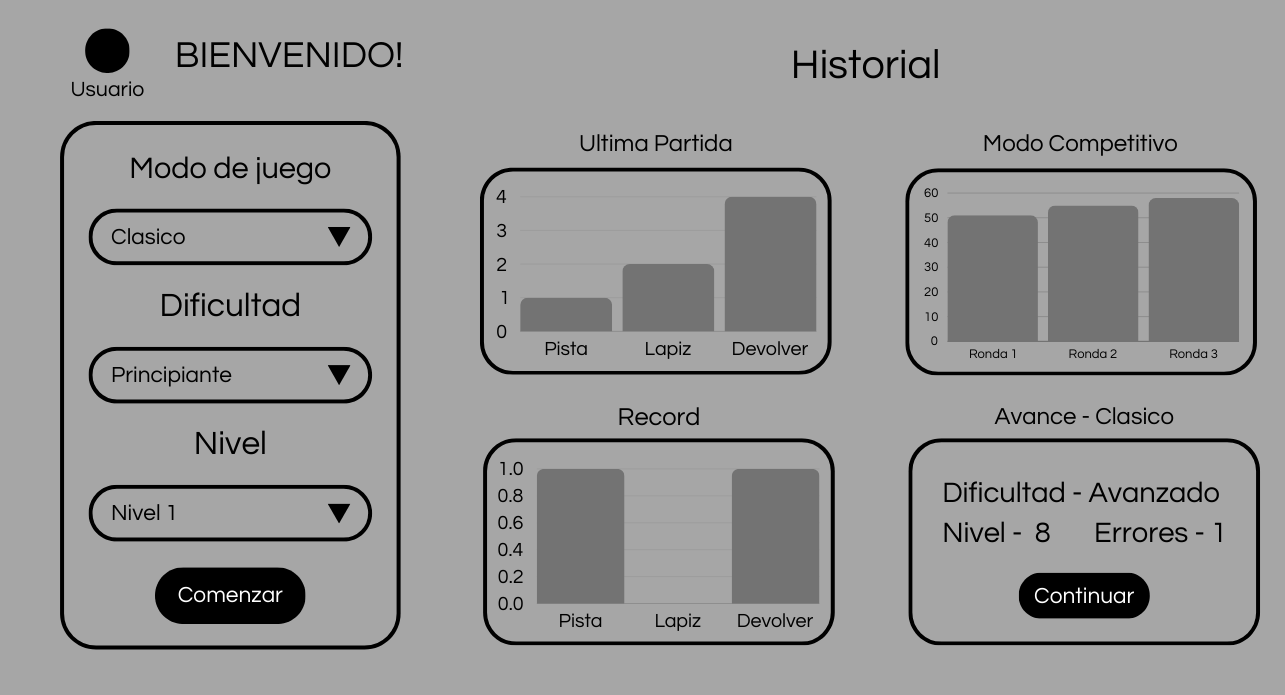 BIENVENIDO!
Usuario
Modo de juego
Clasico
Dificultad
Principiante
Nivel
Nivel 1
Comenzar
Historial
Ultima Partida
4
3
2
1
0
Pista Lapiz Devolver
Modo Competitivo
60
50
40
30
20
10
0
Ronda 1 Ronda 2 Ronda 3
Record
1.0
0.8
0.6
0.4
0.2
0.0
Pista Lapiz Devolver
Avance - Clasico
Dificultad - Avanzado
Nivel - 8 Errores - 1
Continuar